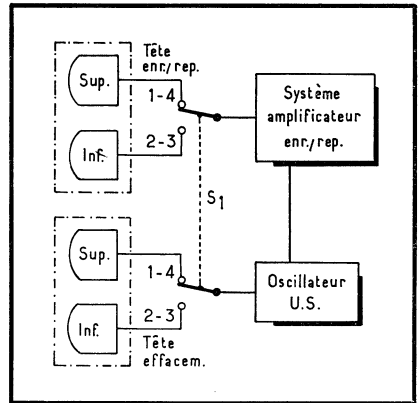 Tête
enr./rep.
Sup.
1-4
Système
amplificateur
enr./rep.
Inf.
2-3
S1
Sup.
1-4
Oscillateur
U.S.
Inf.
2-3
Tête
effacem.